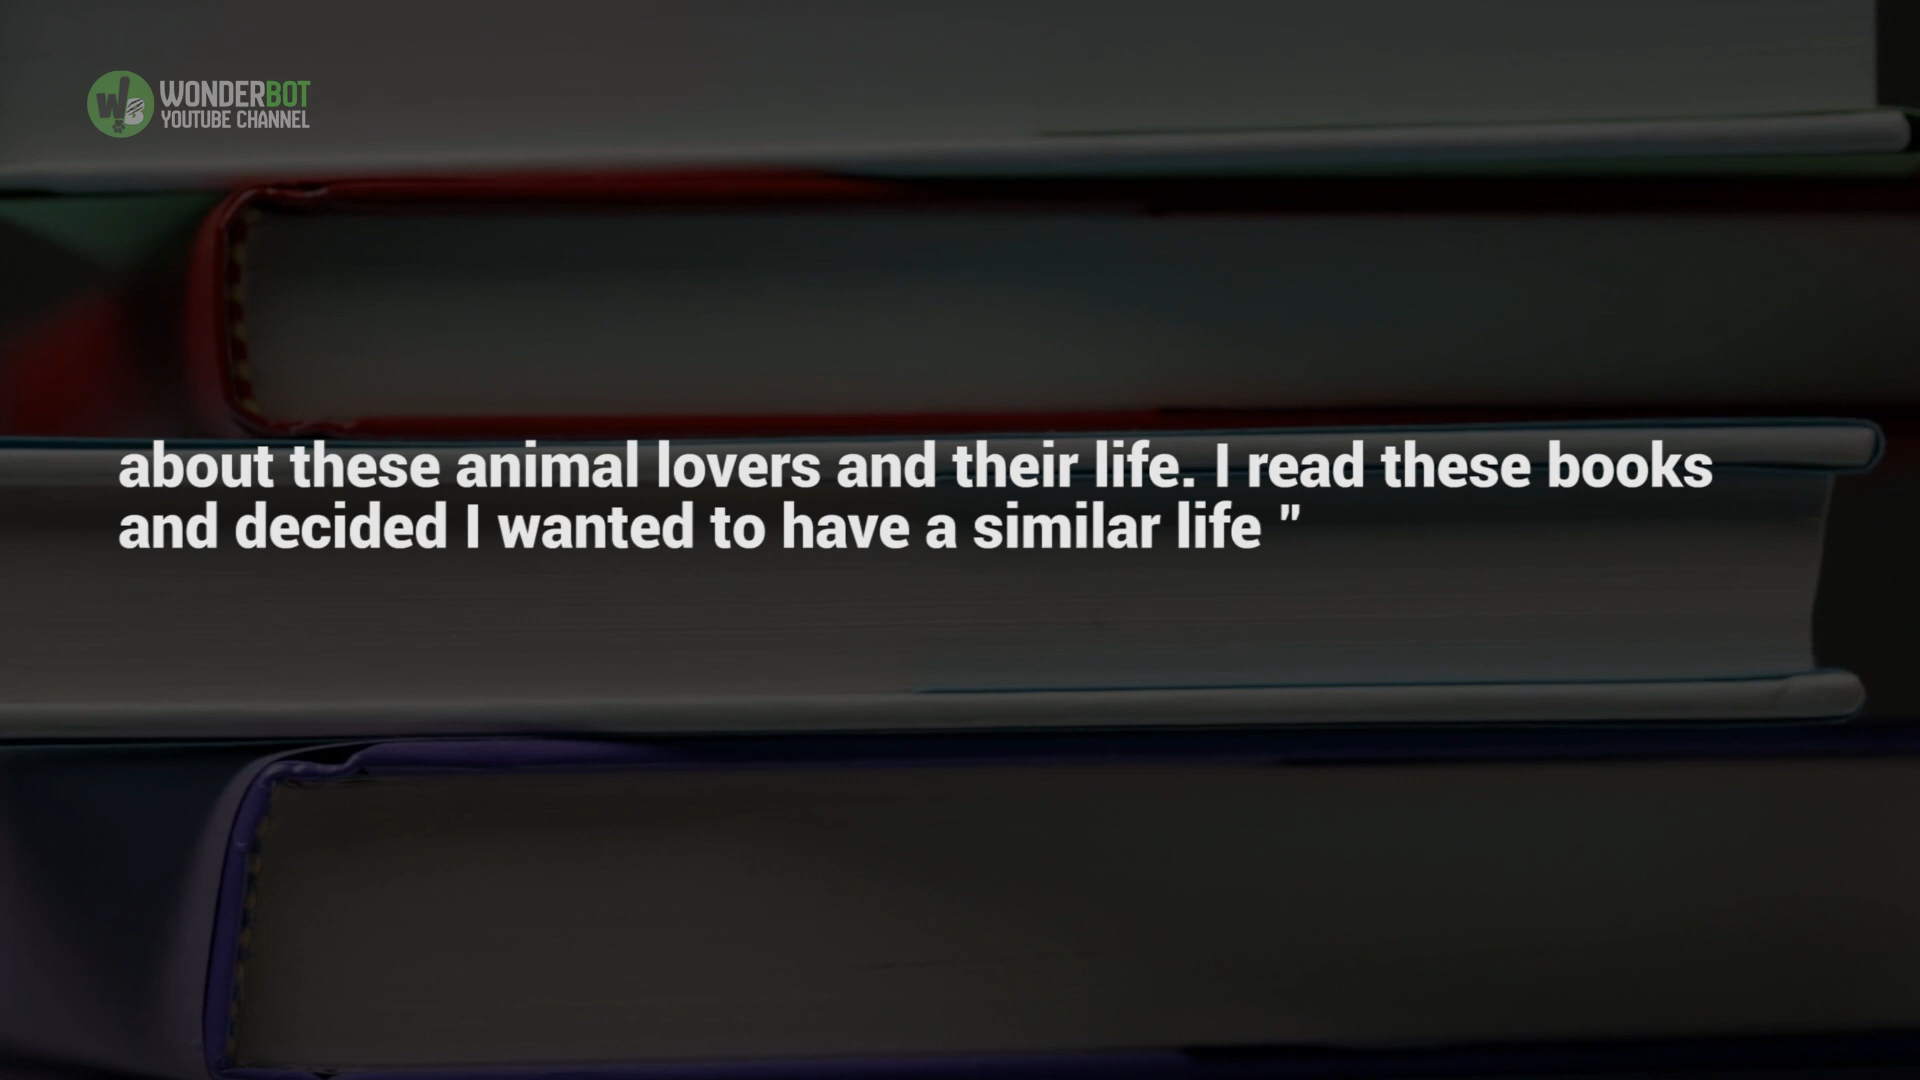 WONDERBOT
YOUTUBE CHANNEL
about these animal lovers and their life. I read these books
and decided I wanted to have a similar life "